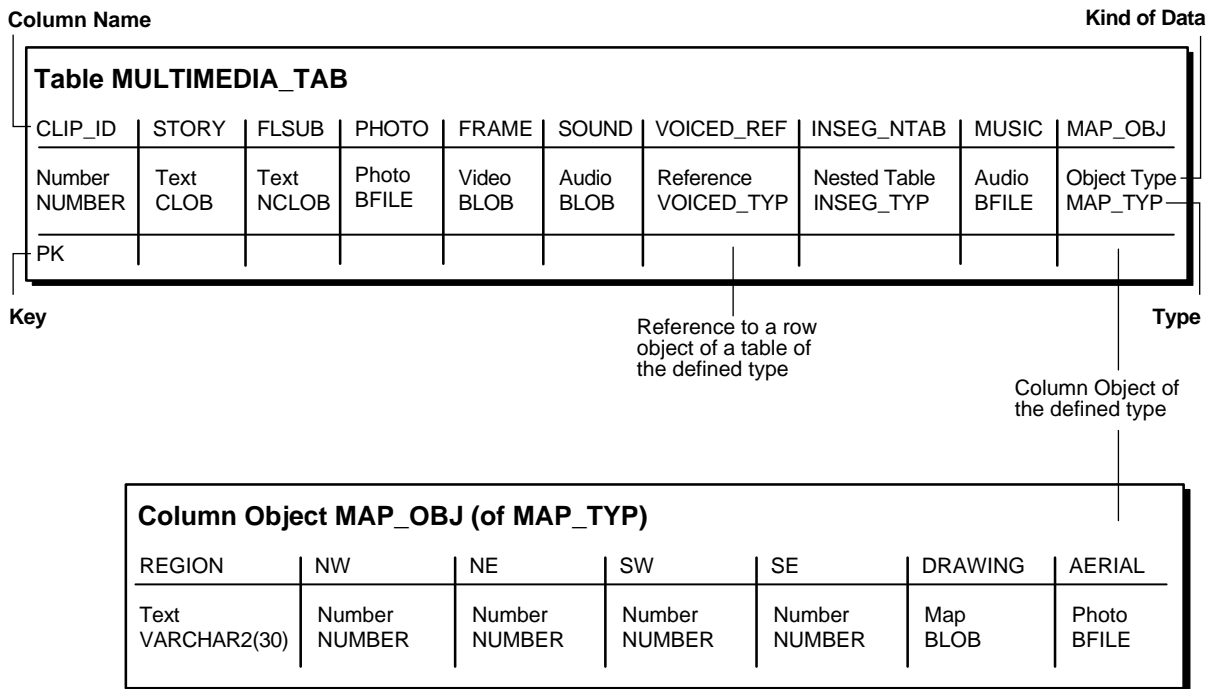 Column Name
Kind of Data
Table MULTIMEDIA_TAB
CLIP_ID STORY FLSUB PHOTO FRAME SOUND VOICED_REF INSEG_NTAB MUSIC MAP_OBJ
Number Text Text Photo Video Audio Reference Nested Table Audio Object Type
NUMBER CLOB NCLOB BFILE BLOB BLOB VOICED_TYP INSEG_TYP BFILE MAP_TYP
PK
Key
Type
Reference to a row
object of a table of
the defined type
Column Object of
the defined type
Column Object MAP_OBJ (of MAP_TYP)
REGION NW NE SW SE DRAWING AERIAL
Text Number Number Number Number Map Photo
VARCHAR2(30) NUMBER NUMBER NUMBER NUMBER BLOB BFILE